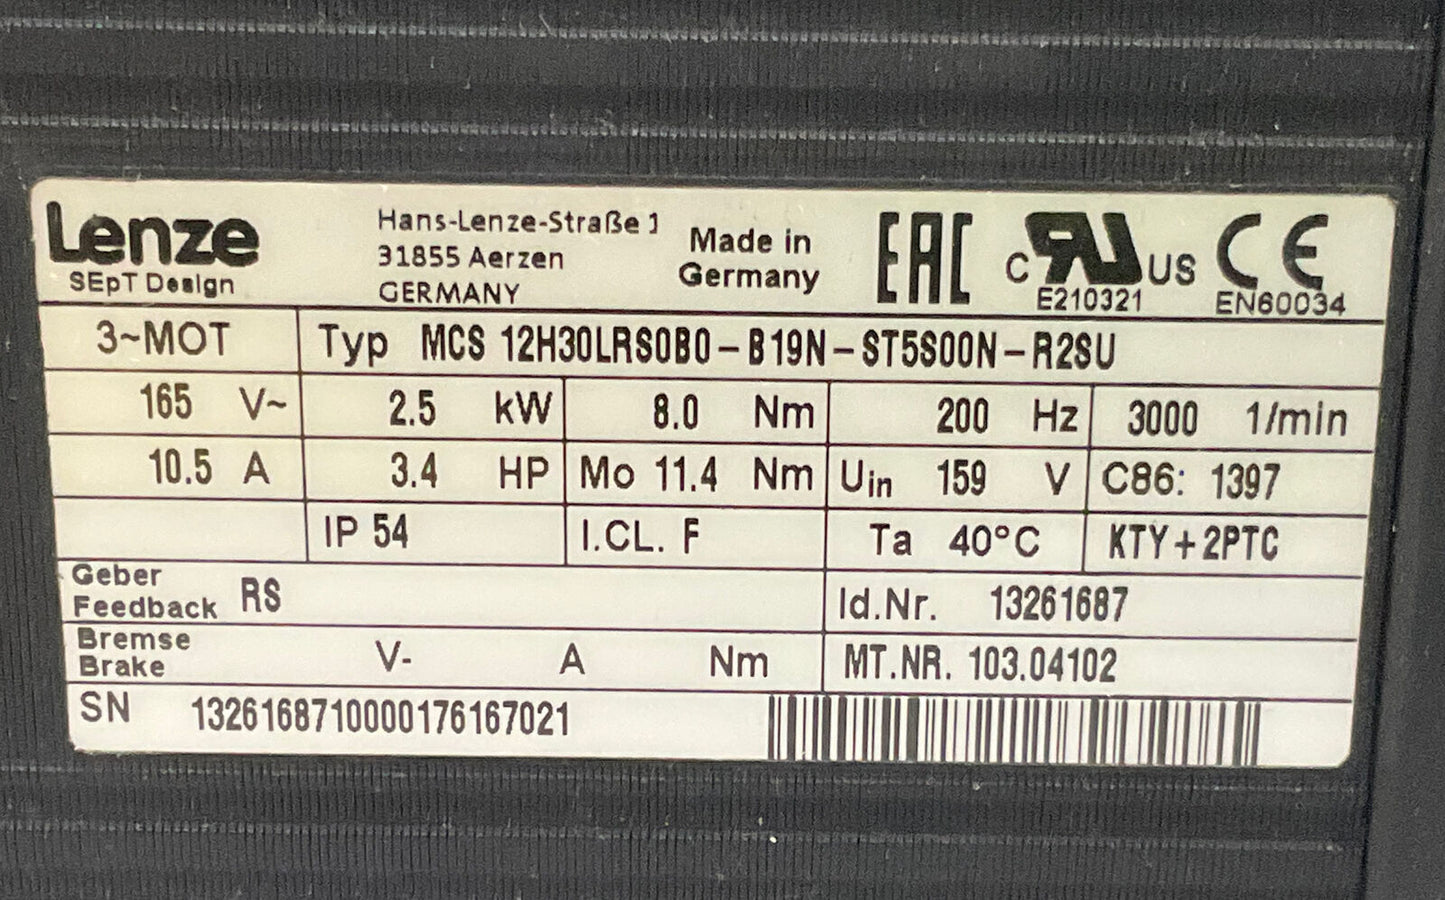 Lenze
SEpT Design
Hans-Lenze-Straße 1
31855 Aerzen
GERMANY
Made in
Germany
EAC
C UR US
E210321
CE
EN60034
3~MOT Typ MCS 12H30LRS0B0-B19N-ST5S00N-R2SU
165 V~ 2.5 kW 8.0 Nm 200 Hz 3000 1/min
10.5 A 3.4 HP Mo 11.4 Nm Uin 159 V C86: 1397
IP 54 I.CL. F Ta 40°C KTY+2PTC
Geber
Feedback RS Id.Nr. 13261687
Bremse
Brake V- A Nm MT.NR. 103.04102
SN 1326168710000176167021